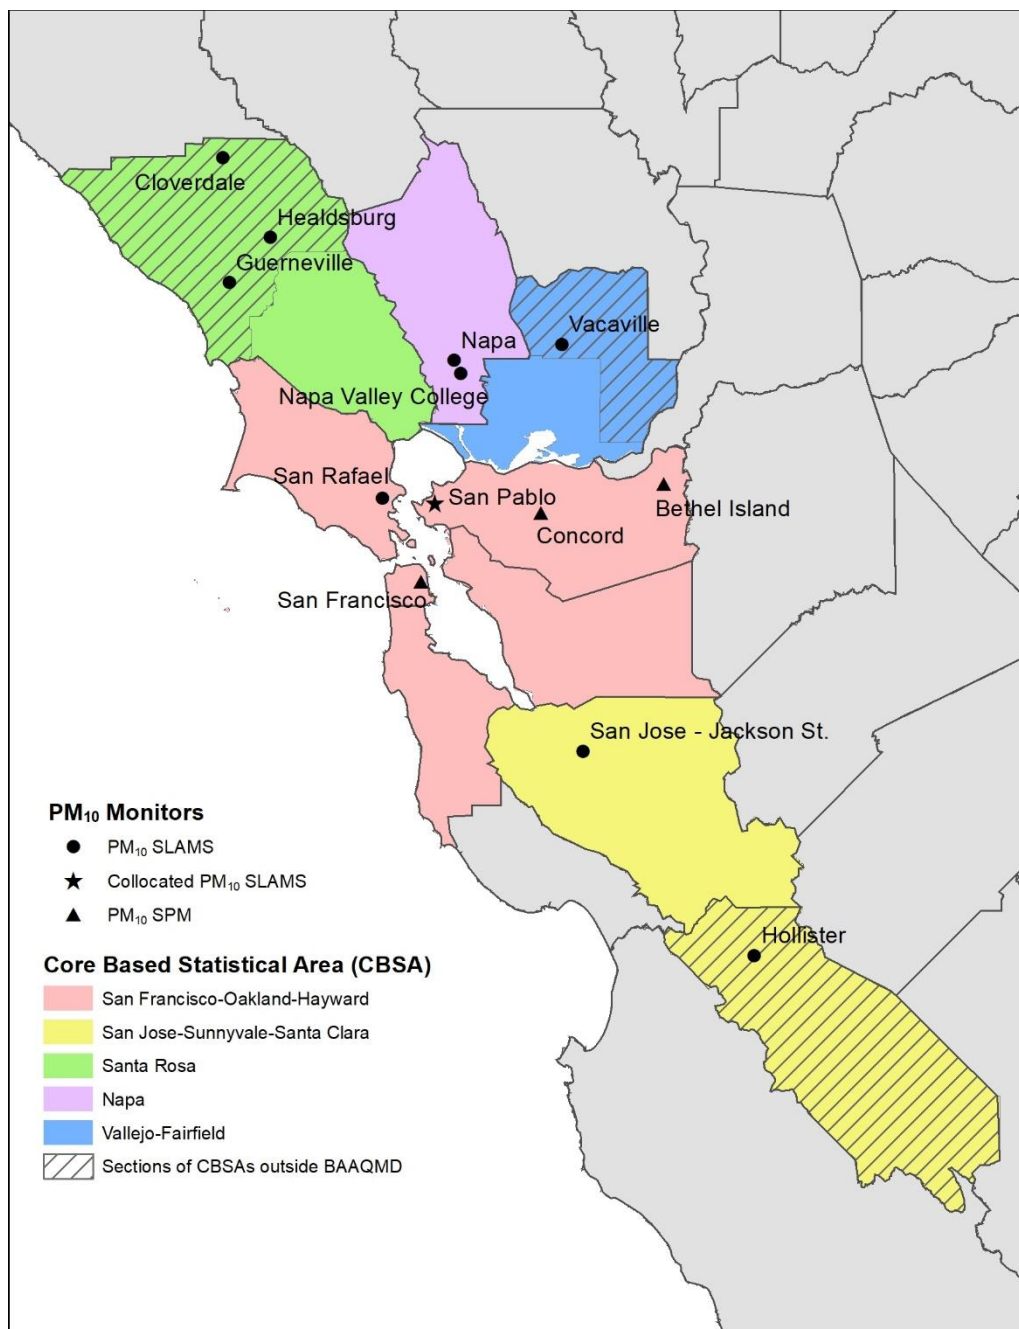 Cloverdale
Healdsburg
Guerneville
Vacaville
Napa
Napa Valley College
San Rafael
San Pablo
Bethel Island
Concord
San Francisco
San Jose - Jackson St.
PM₁₀ Monitors
PM₁₀ SLAMS
Collocated PM₁₀ SLAMS
PM₁₀ SPM
Hollister
Core Based Statistical Area (CBSA)
San Francisco-Oakland-Hayward
San Jose-Sunnyvale-Santa Clara
Santa Rosa
Napa
Vallejo-Fairfield
Sections of CBSAs outside BAAQMD